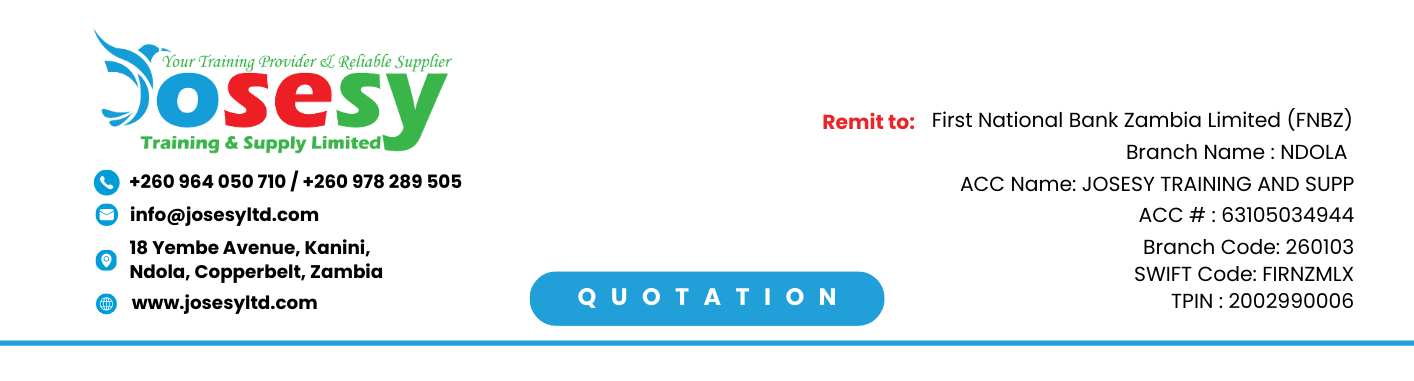 Your Training Provider & Reliable Supplier
Josesy
Training & Supply Limited
+260 964 050 710 / +260 978 289 505
info@josesyltd.com
18 Yembe Avenue, Kanini,
Ndola, Copperbelt, Zambia
www.josesyltd.com
QUOTATION
Remit to: First National Bank Zambia Limited (FNBZ)
Branch Name : NDOLA
ACC Name: JOSESY TRAINING AND SUPP
ACC # : 63105034944
Branch Code: 260103
SWIFT Code: FIRNZMLX
TPIN : 2002990006